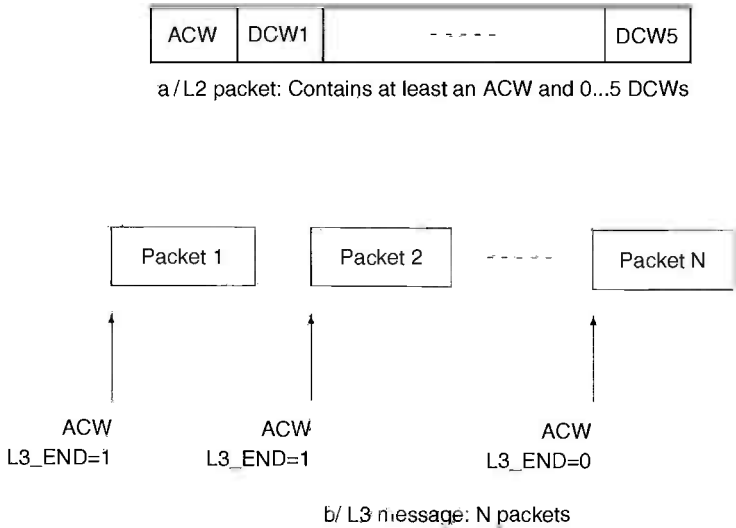 ACW DCW1 - - - - - DCW5
a / L2 packet: Contains at least an ACW and 0...5 DCWs
Packet 1 Packet 2 - - - - - Packet N
ACW ACW ACW
L3_END=1 L3_END=1 L3_END=0
b/ L3 message: N packets